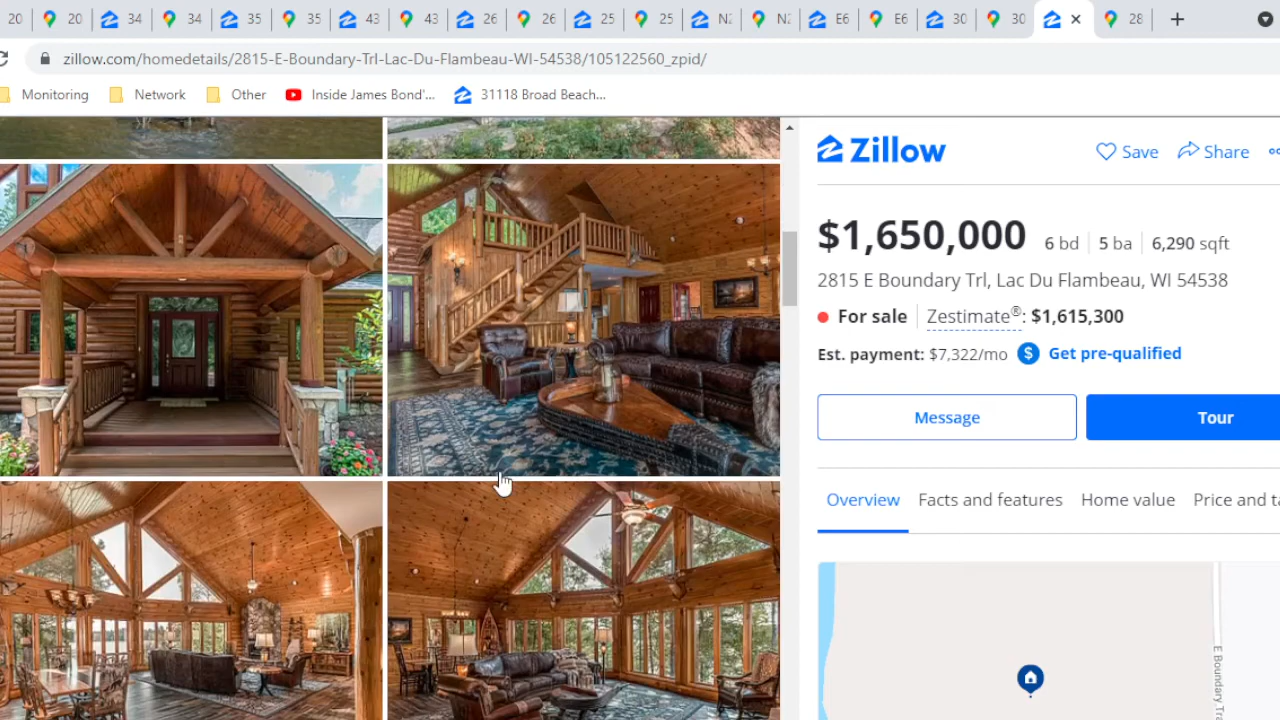 20 20 34 34 35 35 43 43 26 26 25 25 N2 N2 E6 E6 30 30 28
zillow.com/homedetails/2815-E-Boundary-Trl-Lac-Du-Flambeau-WI-54538/105122560_zpid/
Monitoring Network Other Inside James Bond'... 31118 Broad Beach...
Zillow Save Share
$1,650,000 6 bd 5 ba 6,290 sqft
2815 E Boundary Trl, Lac Du Flambeau, WI 54538
For sale Zestimate®: $1,615,300
Est. payment: $7,322/mo $ Get pre-qualified
Message Tour
Overview Facts and features Home value Price and ta
E Boundary Tra